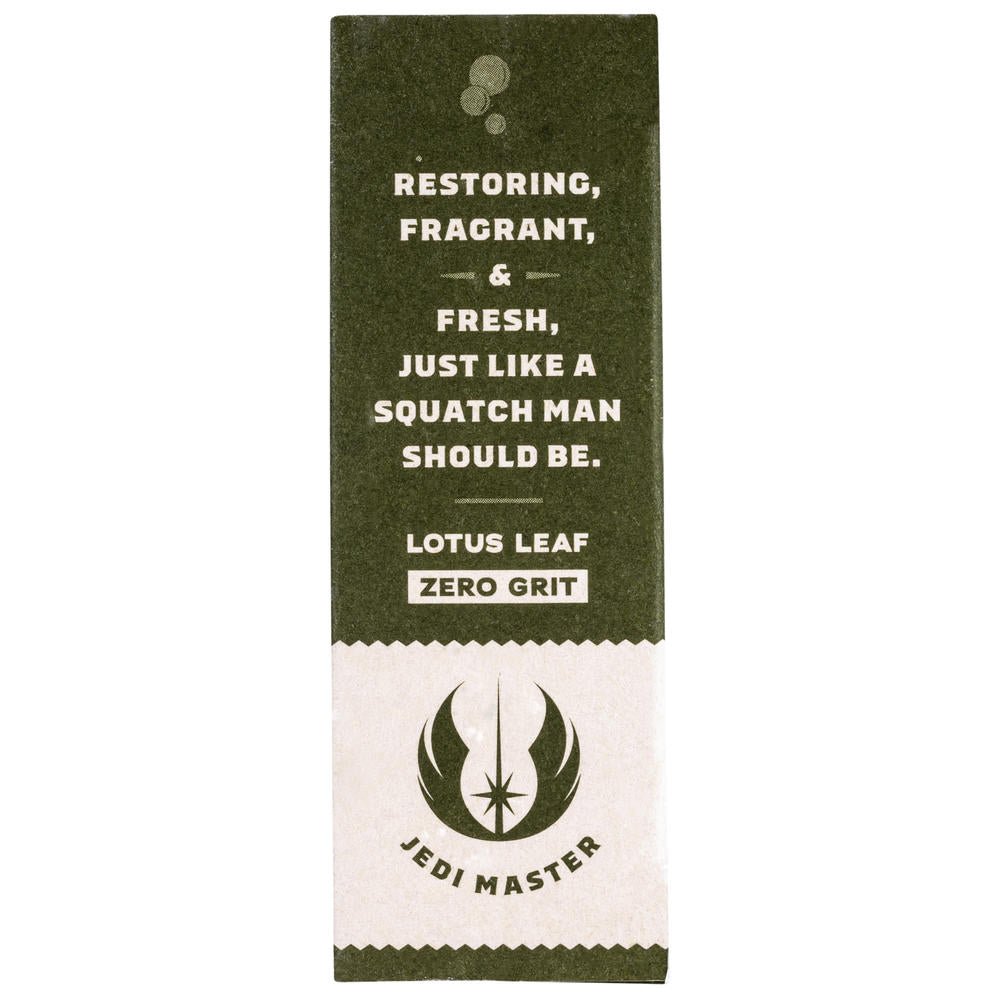 RESTORING,
FRAGRANT,
&
FRESH,
JUST LIKE A
SQUATCH MAN
SHOULD BE.
LOTUS LEAF
ZERO GRIT
JEDI MASTER